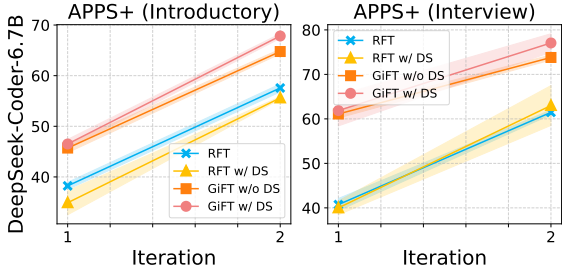 APPS+ (Introductory)
DeepSeek-Coder-6.7B
70
60
50
40
RFT
RFT w/ DS
GiFT w/o DS
GiFT w/ DS
1
2
Iteration
APPS+ (Interview)
80
70
60
50
40
RFT
RFT w/ DS
GiFT w/o DS
GiFT w/ DS
1
2
Iteration